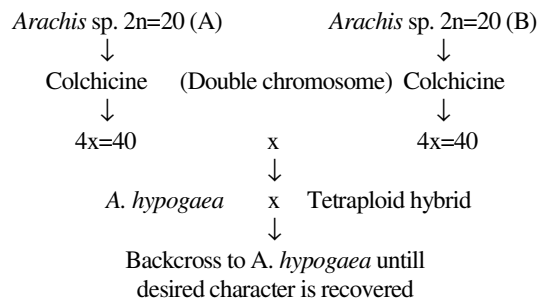 Arachis sp. 2n=20 (A) Arachis sp. 2n=20 (B)
↓ ↓
Colchicine (Double chromosome) Colchicine
↓ ↓
4x=40 x 4x=40
↓
A. hypogaea x Tetraploid hybrid
↓
Backcross to A. hypogaea untill
desired character is recovered